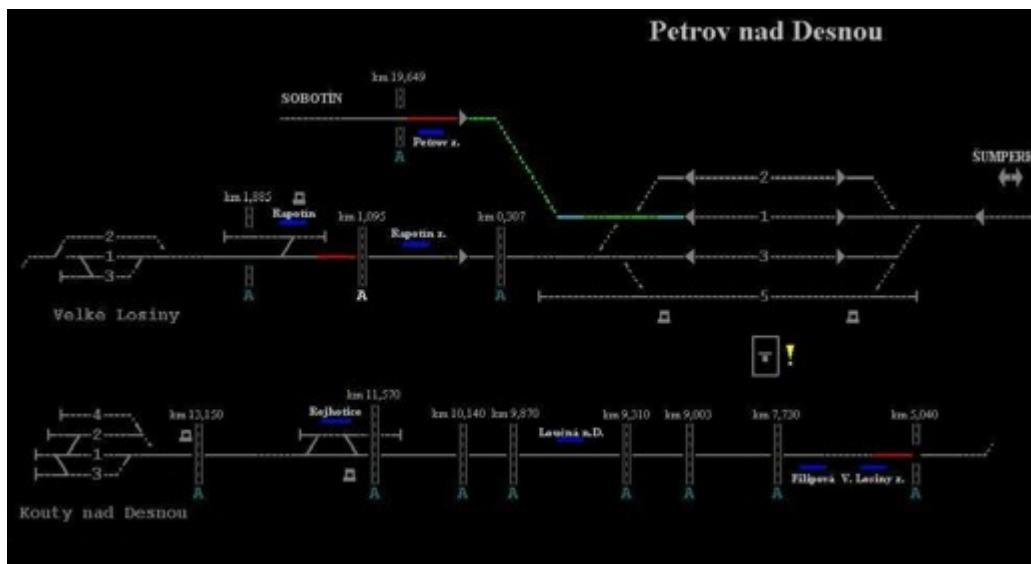 Petrov nad Desnou
km 19,649
SOBOTÍN
Petrov z.
A
ŠUMPERK
2
km 1,885
Rapotín
km 1,095
km 0,307
1
Rapotín z.
2
1
3
3
A
A
A
5
Velké Losiny
!
km 11,570
4
km 13,150
Rejhotice
km 10,140
km 9,870
km 9,310
km 9,003
km 7,730
km 5,040
2
Loučná n.D.
1
3
Filipová
V. Losiny z.
A
A
A
A
A
A
A
A
Kouty nad Desnou